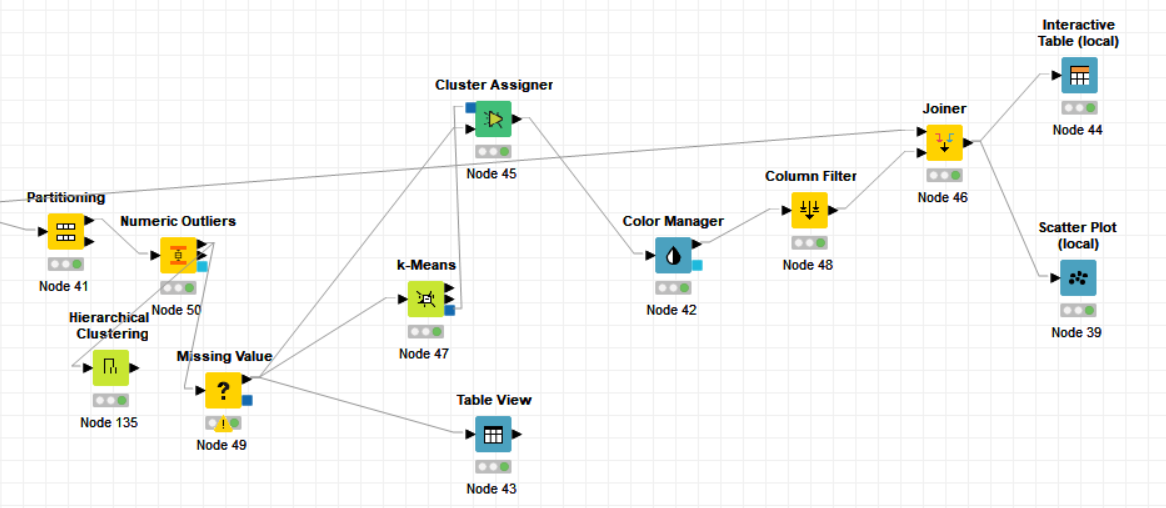 Interactive
Table (local)
Node 44
Cluster Assigner
Node 45
Joiner
Node 46
Column Filter
Node 48
Partitioning
Node 41
Numeric Outliers
Node 50
Color Manager
Node 42
Scatter Plot
(local)
Node 39
k-Means
Node 47
Hierarchical
Clustering
Node 135
Missing Value
?
!
Node 49
Table View
Node 43